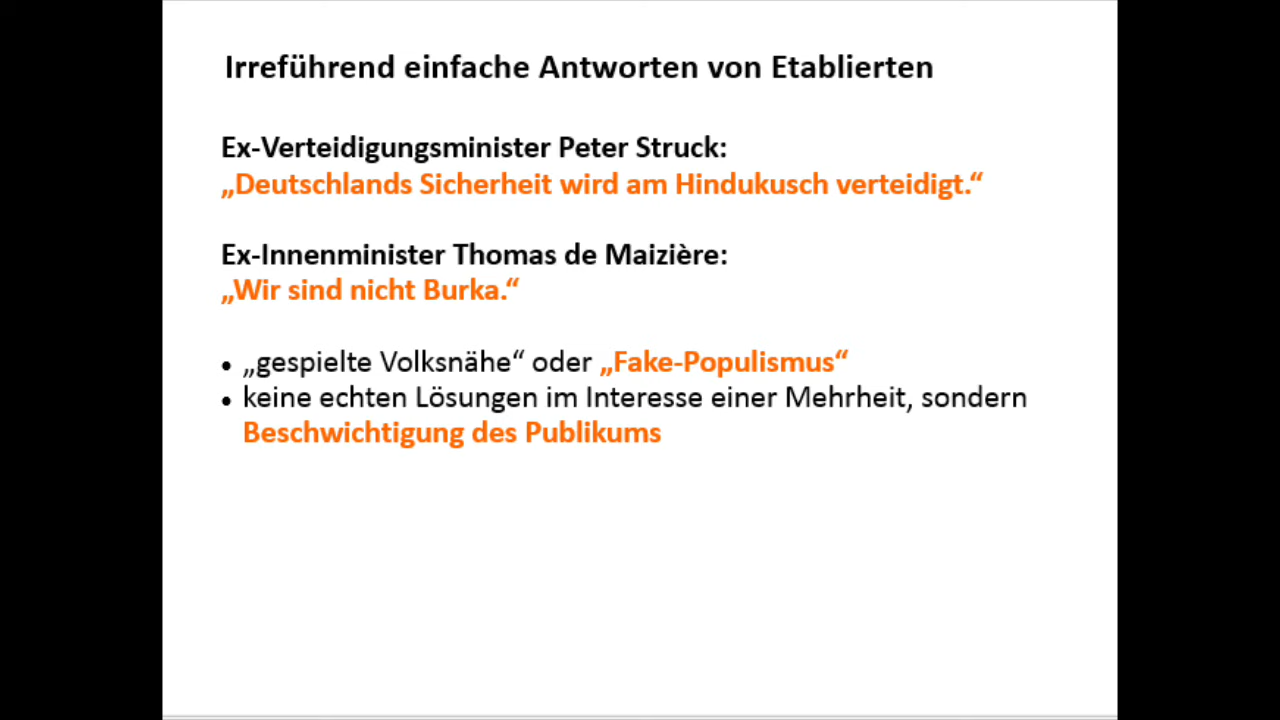 Irreführend einfache Antworten von Etablierten
Ex-Verteidigungsminister Peter Struck:
„Deutschlands Sicherheit wird am Hindukusch verteidigt.“
Ex-Innenminister Thomas de Maizière:
„Wir sind nicht Burka.“
• „gespielte Volksnähe“ oder „Fake-Populismus“
• keine echten Lösungen im Interesse einer Mehrheit, sondern
Beschwichtigung des Publikums